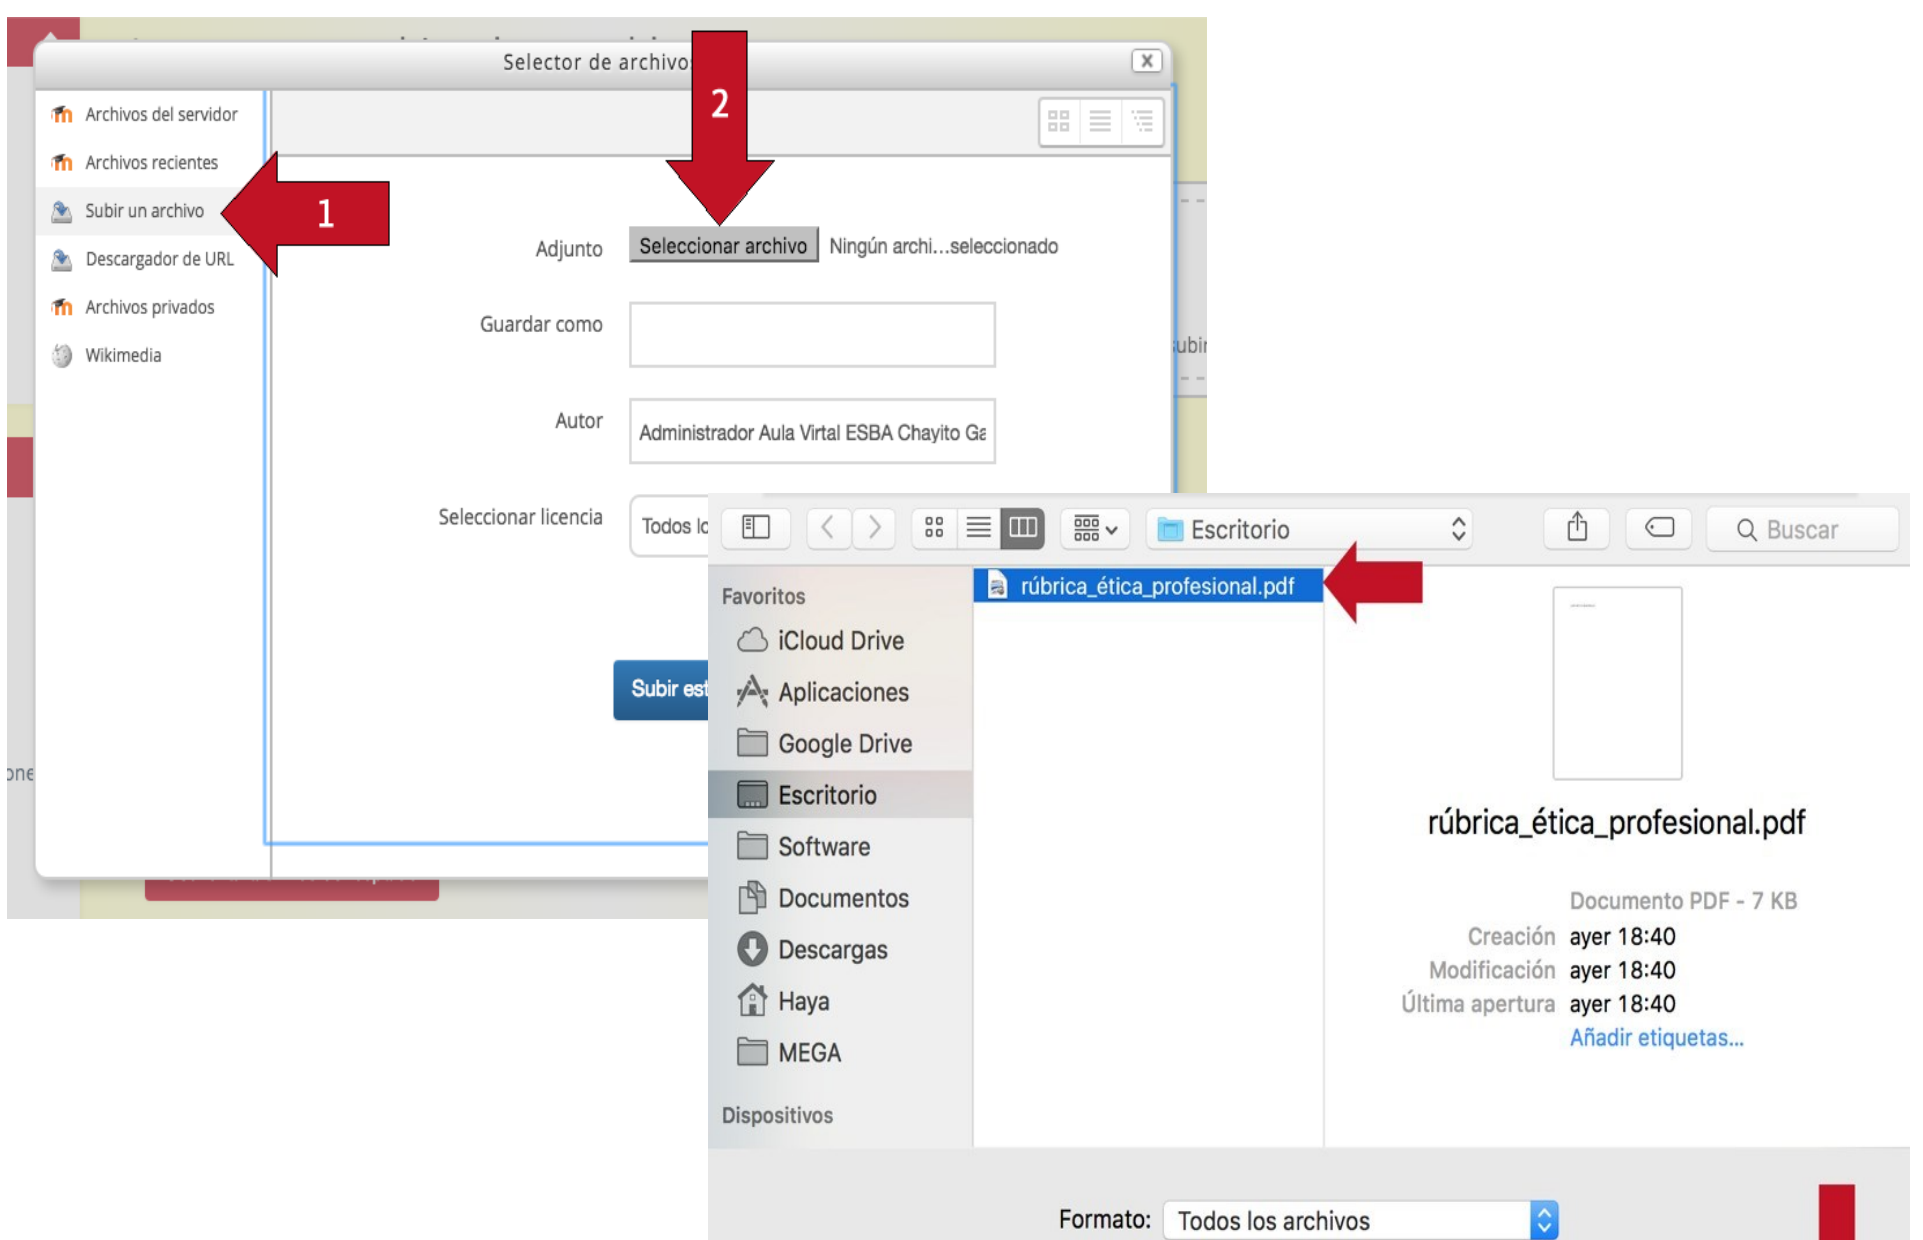 Selector de archivos
2
Archivos del servidor
Archivos recientes
Subir un archivo
1
Descargador de URL
Archivos privados
Wikimedia
Adjunto
Seleccionar archivo
Ningún archi...seleccionado
Guardar como
Autor
Administrador Aula Virtal ESBA Chayito Ga
Seleccionar licencia
Todos lo
Subir est
subir
one
Escritorio
Buscar
Favoritos
iCloud Drive
Aplicaciones
Google Drive
Escritorio
Software
Documentos
Descargas
Haya
MEGA
Dispositivos
rúbrica_ética_profesional.pdf
rúbrica_ética_profesional.pdf
Documento PDF - 7 KB
Creación ayer 18:40
Modificación ayer 18:40
Última apertura ayer 18:40
Añadir etiquetas...
Formato: Todos los archivos